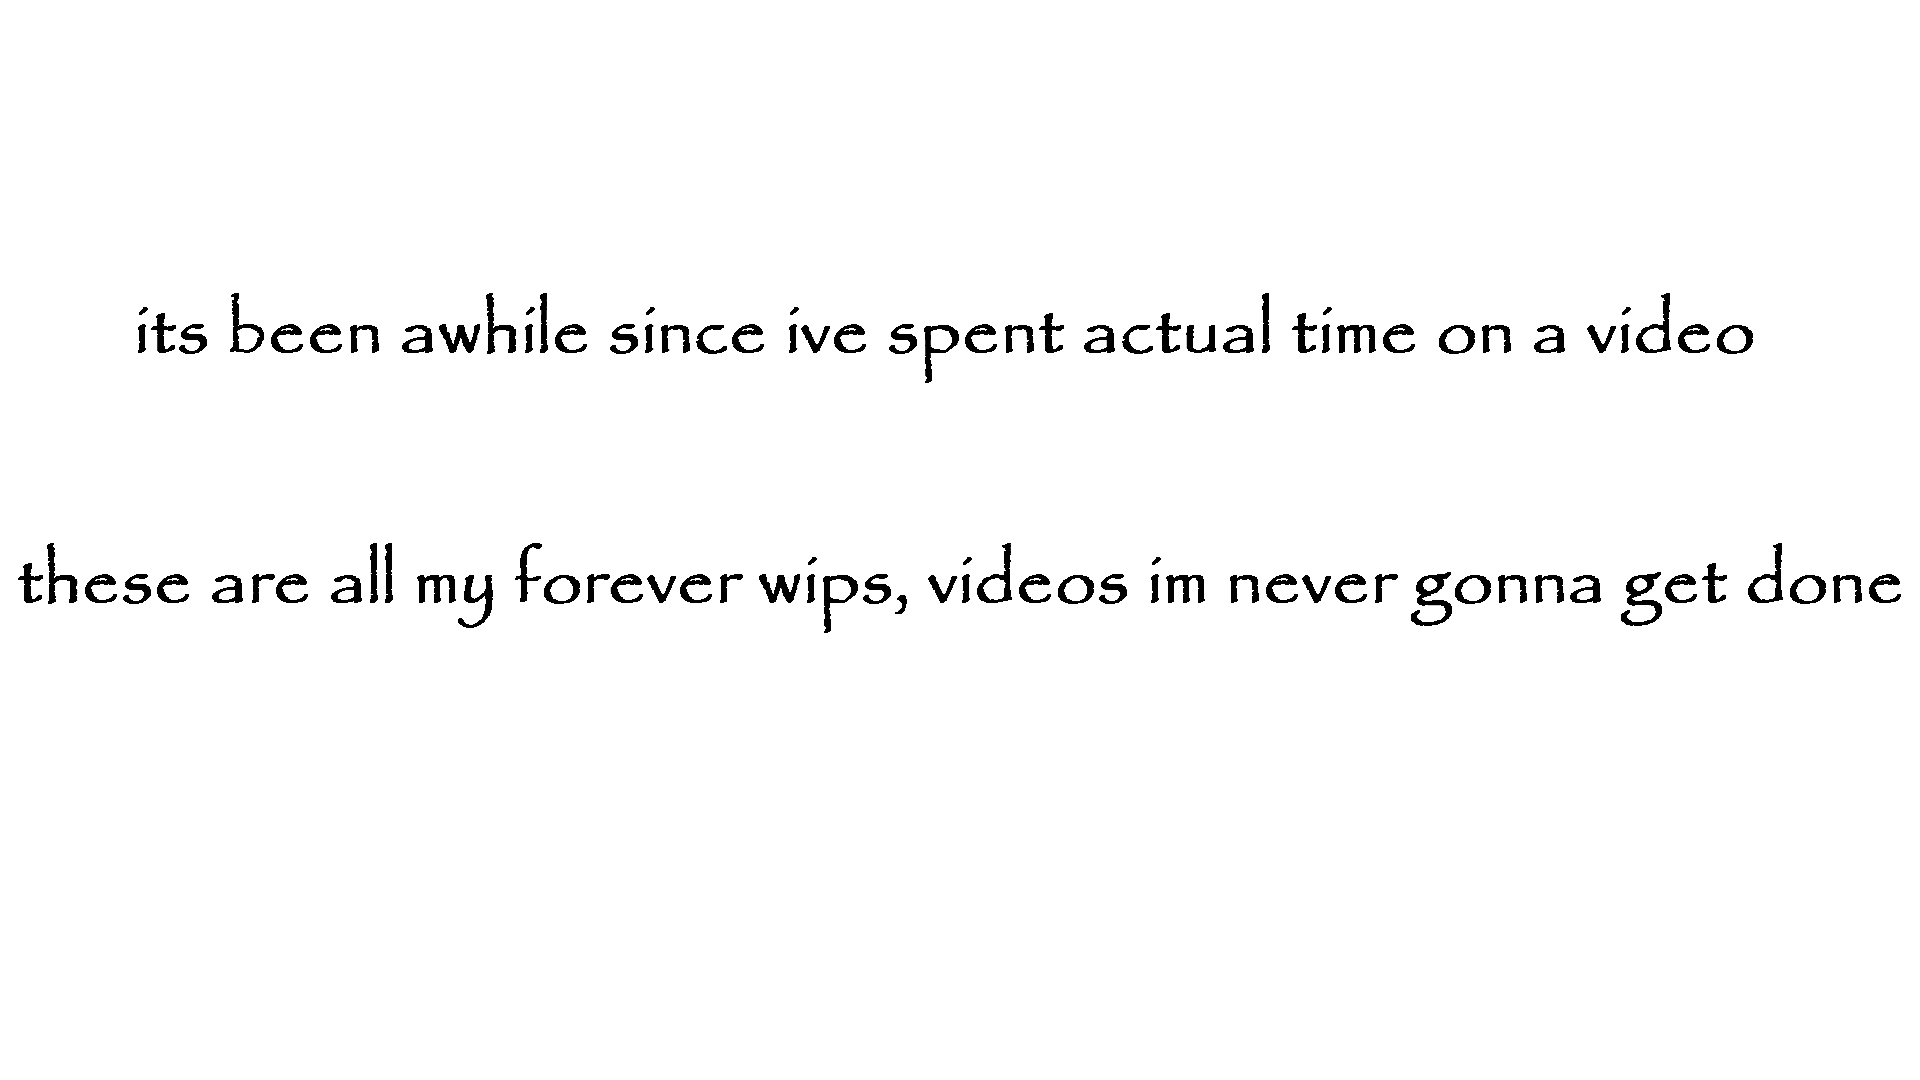 its been awhile since ive spent actual time on a video
these are all my forever wips, videos im never gonna get done